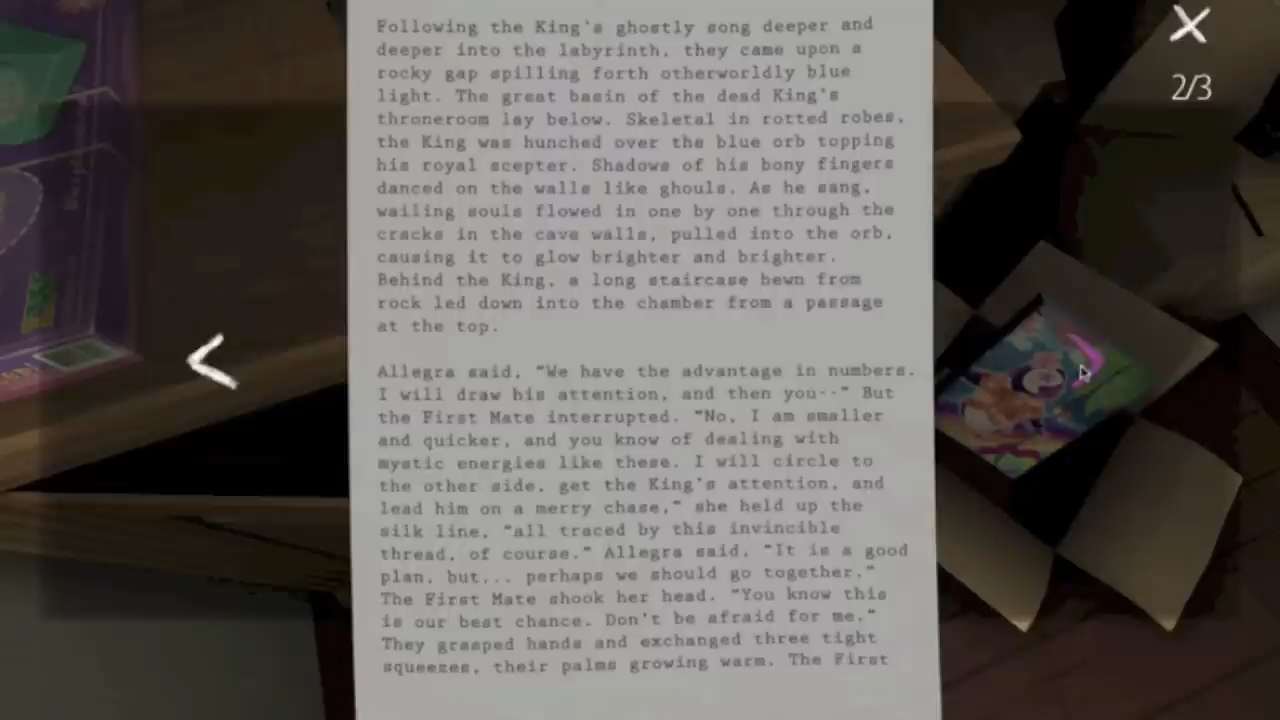 Following the King's ghostly song deeper and
deeper into the labyrinth, they came upon a
rocky gap spilling forth otherworldly blue
light. The great basin of the dead King's
throneroom lay below. Skeletal in rotted robes,
the King was hunched over the blue orb topping
his royal scepter. Shadows of his bony fingers
danced on the walls like ghouls. As he sang,
wailing souls flowed in one by one through the
cracks in the cave walls, pulled into the orb,
causing it to glow brighter and brighter.
Behind the King, a long staircase hewn from
rock led down into the chamber from a passage
at the top.
Allegra said, "We have the advantage in numbers.
I will draw his attention, and then you--" But
the First Mate interrupted. "No, I am smaller
and quicker, and you know of dealing with
mystic energies like these. I will circle to
the other side, get the King's attention, and
lead him on a merry chase," she held up the
silk line, "all traced by this invincible
thread, of course." Allegra said, "It is a good
plan, but... perhaps we should go together."
The First Mate shook her head. "You know this
is our best chance. Don't be afraid for me."
They grasped hands and exchanged three tight
squeezes, their palms growing warm. The First
2/3